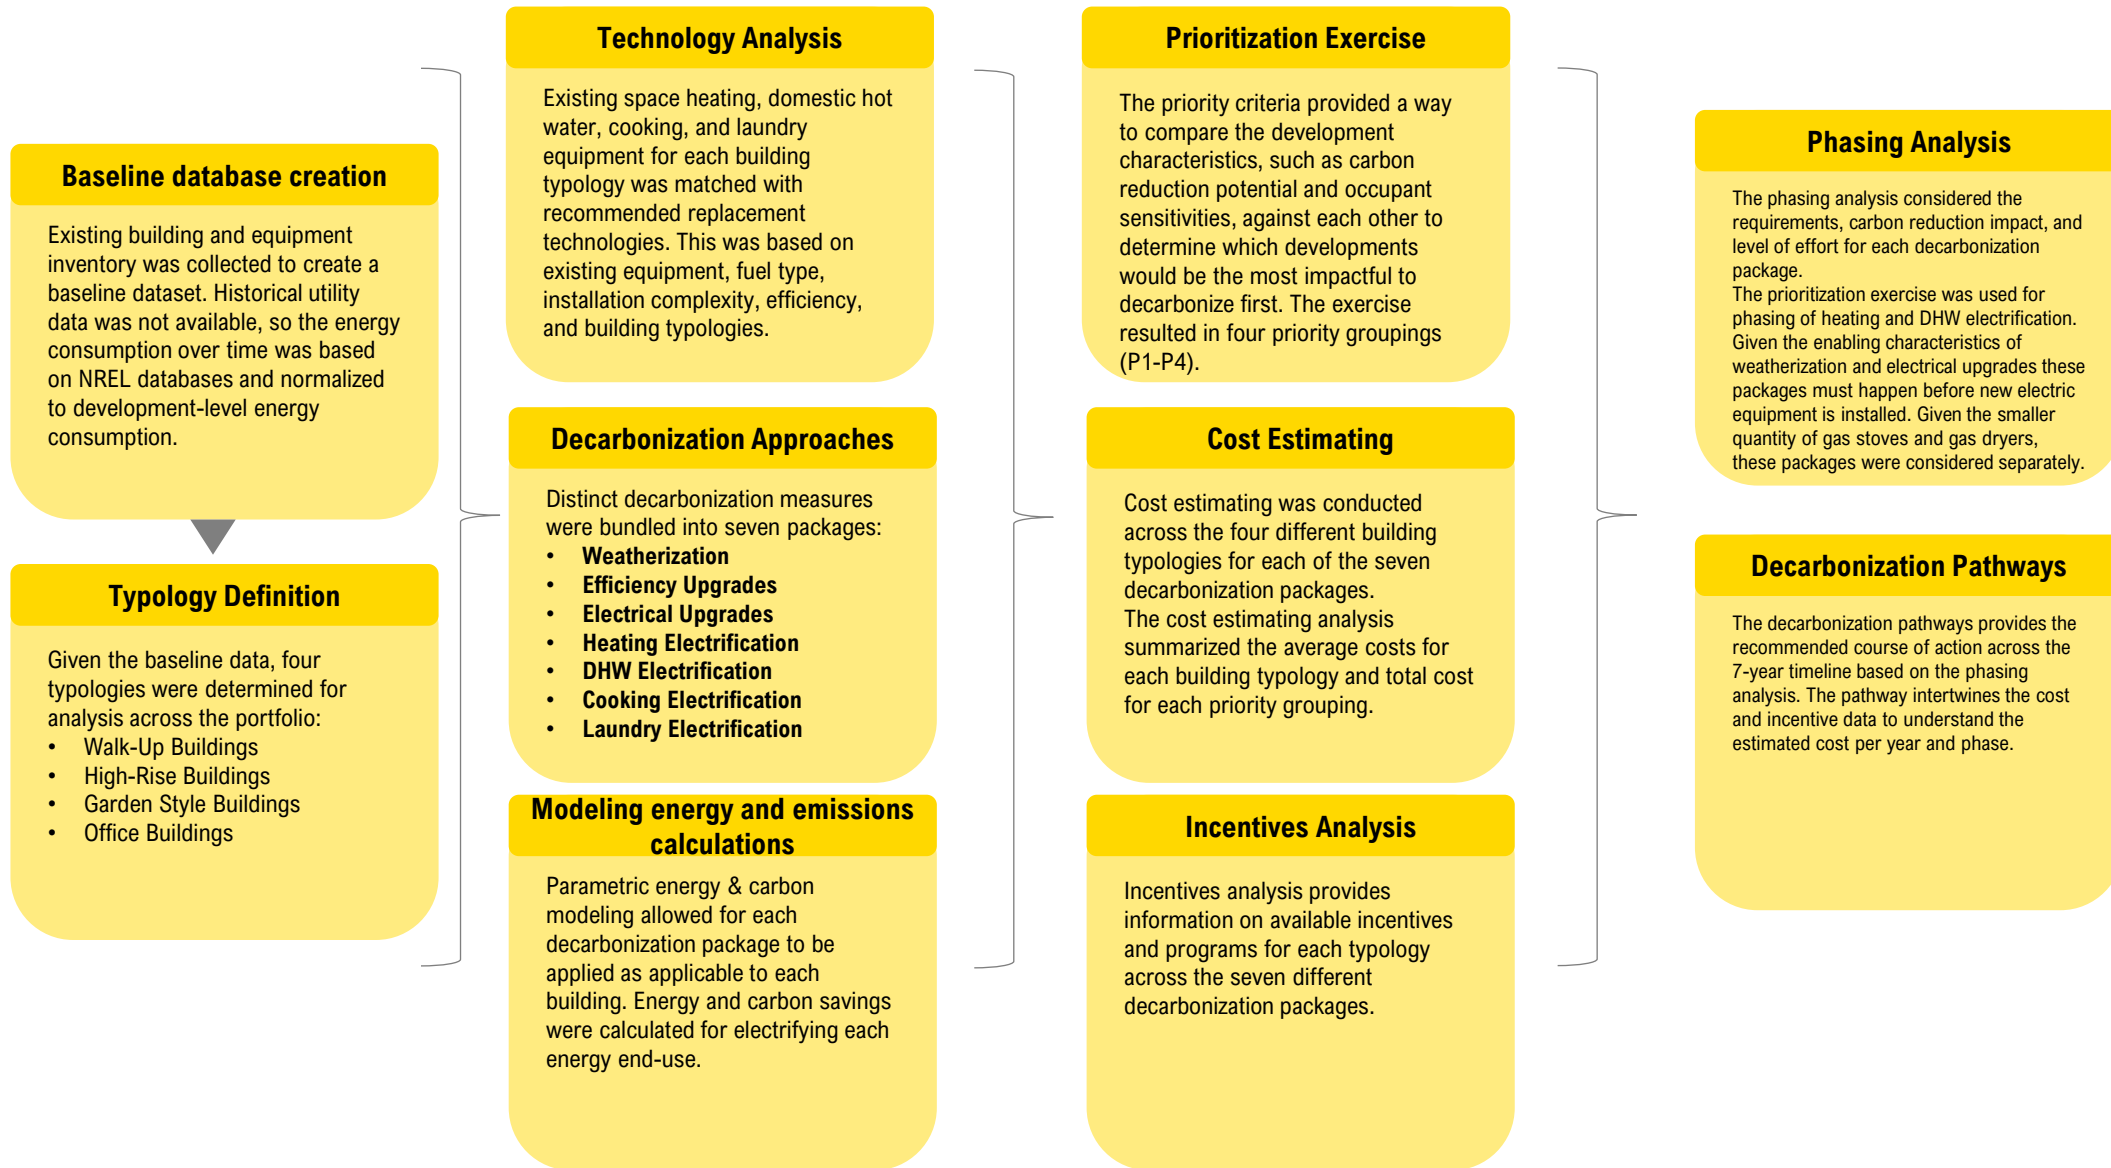 Baseline database creation
Existing building and equipment
inventory was collected to create a
baseline dataset. Historical utility
data was not available, so the energy
consumption over time was based
on NREL databases and normalized
to development-level energy
consumption.
Typology Definition
Given the baseline data, four
typologies were determined for
analysis across the portfolio:
• Walk-Up Buildings
• High-Rise Buildings
• Garden Style Buildings
• Office Buildings
Technology Analysis
Existing space heating, domestic hot
water, cooking, and laundry
equipment for each building
typology was matched with
recommended replacement
technologies. This was based on
existing equipment, fuel type,
installation complexity, efficiency,
and building typologies.
Decarbonization Approaches
Distinct decarbonization measures
were bundled into seven packages:
• Weatherization
• Efficiency Upgrades
• Electrical Upgrades
• Heating Electrification
• DHW Electrification
• Cooking Electrification
• Laundry Electrification
Modeling energy and emissions
calculations
Parametric energy & carbon
modeling allowed for each
decarbonization package to be
applied as applicable to each
building. Energy and carbon savings
were calculated for electrifying each
energy end-use.
Prioritization Exercise
The priority criteria provided a way
to compare the development
characteristics, such as carbon
reduction potential and occupant
sensitivities, against each other to
determine which developments
would be the most impactful to
decarbonize first. The exercise
resulted in four priority groupings
(P1-P4).
Cost Estimating
Cost estimating was conducted
across the four different building
typologies for each of the seven
decarbonization packages.
The cost estimating analysis
summarized the average costs for
each building typology and total cost
for each priority grouping.
Incentives Analysis
Incentives analysis provides
information on available incentives
and programs for each typology
across the seven different
decarbonization packages.
Phasing Analysis
The phasing analysis considered the
requirements, carbon reduction impact, and
level of effort for each decarbonization
package.
The prioritization exercise was used for
phasing of heating and DHW electrification.
Given the enabling characteristics of
weatherization and electrical upgrades these
packages must happen before new electric
equipment is installed. Given the smaller
quantity of gas stoves and gas dryers,
these packages were considered separately.
Decarbonization Pathways
The decarbonization pathways provides the
recommended course of action across the
7-year timeline based on the phasing
analysis. The pathway intertwines the cost
and incentive data to understand the
estimated cost per year and phase.